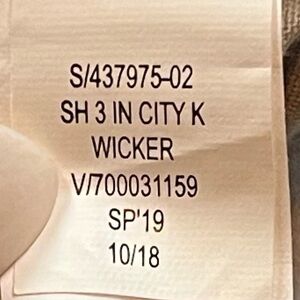 S/437975-02
SH 3 IN CITY K
WICKER
V/700031159
SP'19
10/18